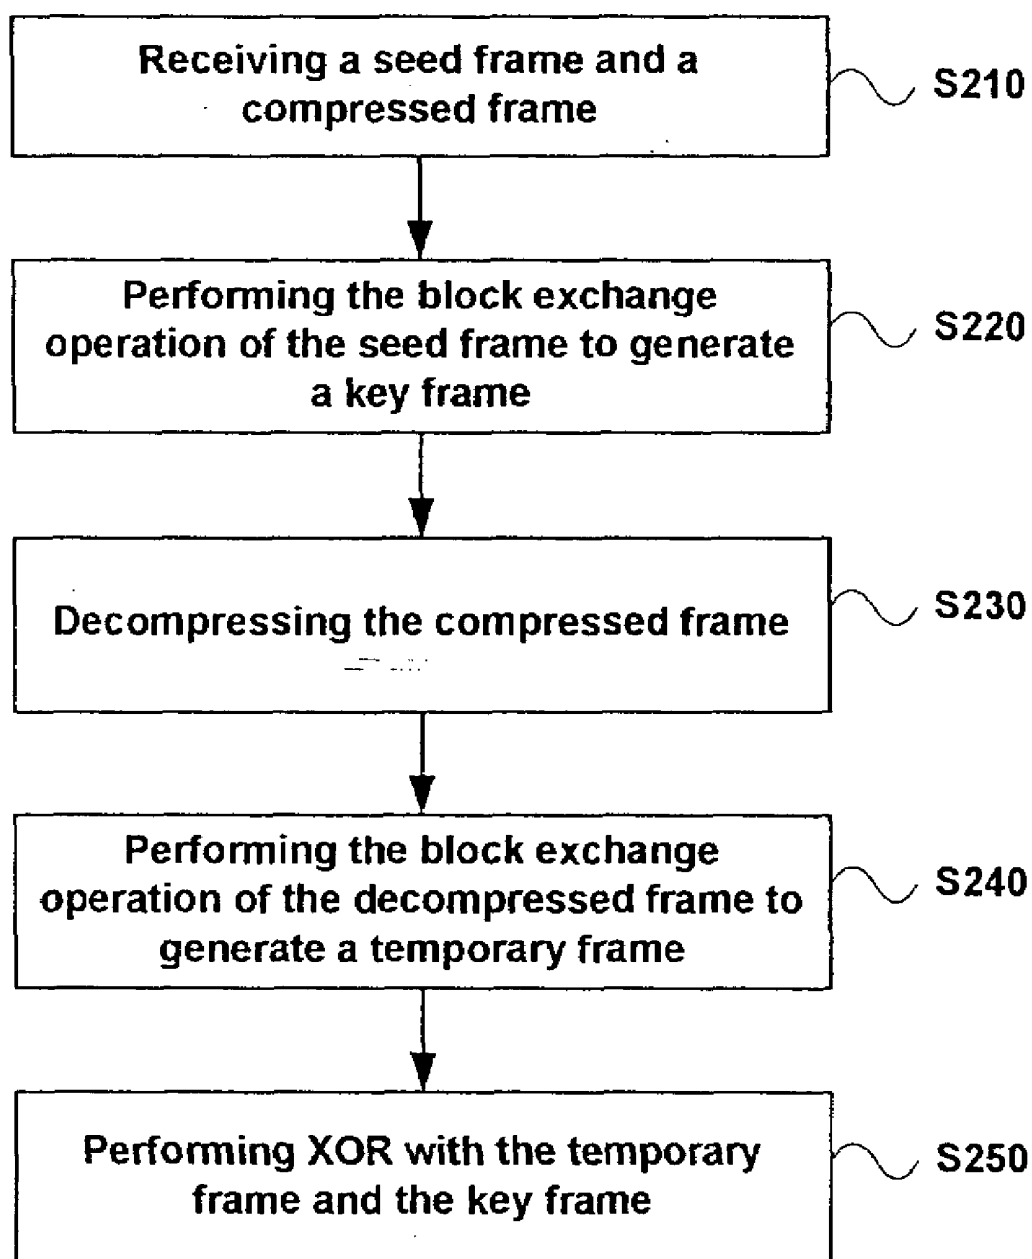 Receiving a seed frame and a
compressed frame
S210
Performing the block exchange
operation of the seed frame to generate
a key frame
S220
Decompressing the compressed frame
S230
Performing the block exchange
operation of the decompressed frame to
generate a temporary frame
S240
Performing XOR with the temporary
frame and the key frame
S250